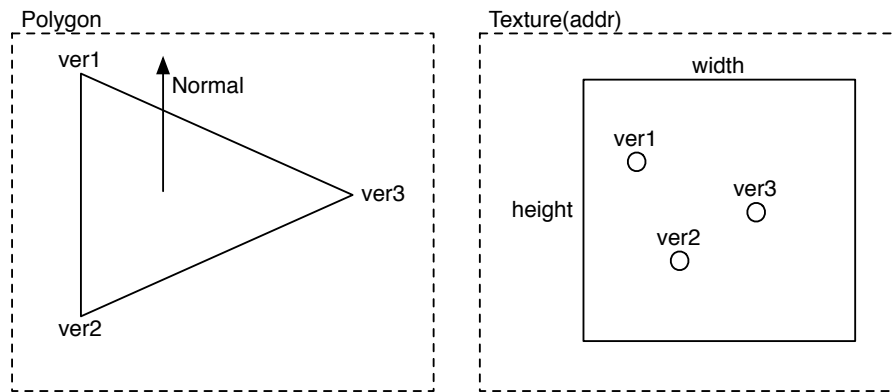 Polygon
ver1
Normal
ver3
ver2
Texture(addr)
width
ver1
ver3
height
ver2